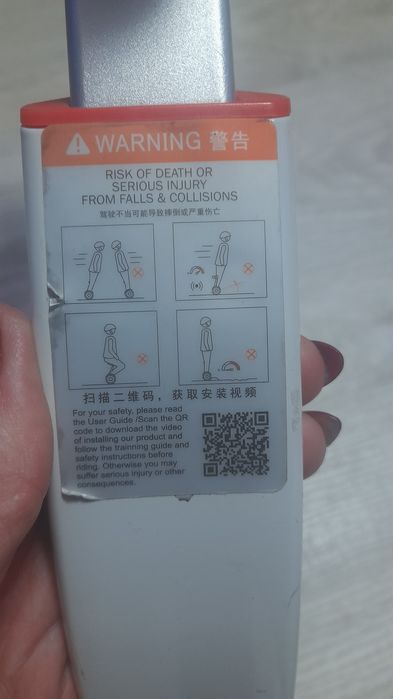 WARNING 警告
RISK OF DEATH OR
SERIOUS INJURY
FROM FALLS & COLLISIONS
驾驶不当可能导致摔倒或严重伤亡
扫描二维码，获取安装视频
For your safety, please read
the User Guide /Scan the QR
code to download the video
of installing our product and
follow the trainning guide and
safety instructions before
riding. Otherwise you may
suffer serious injury or other
consequences.